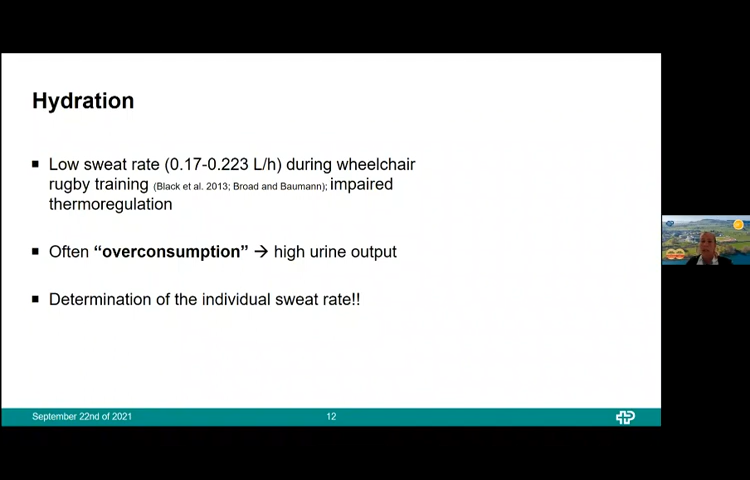 Hydration
▪ Low sweat rate (0.17-0.223 L/h) during wheelchair
rugby training (Black et al. 2013; Broad and Baumann); impaired
thermoregulation
▪ Often “overconsumption” → high urine output
▪ Determination of the individual sweat rate!!
September 22nd of 2021
12